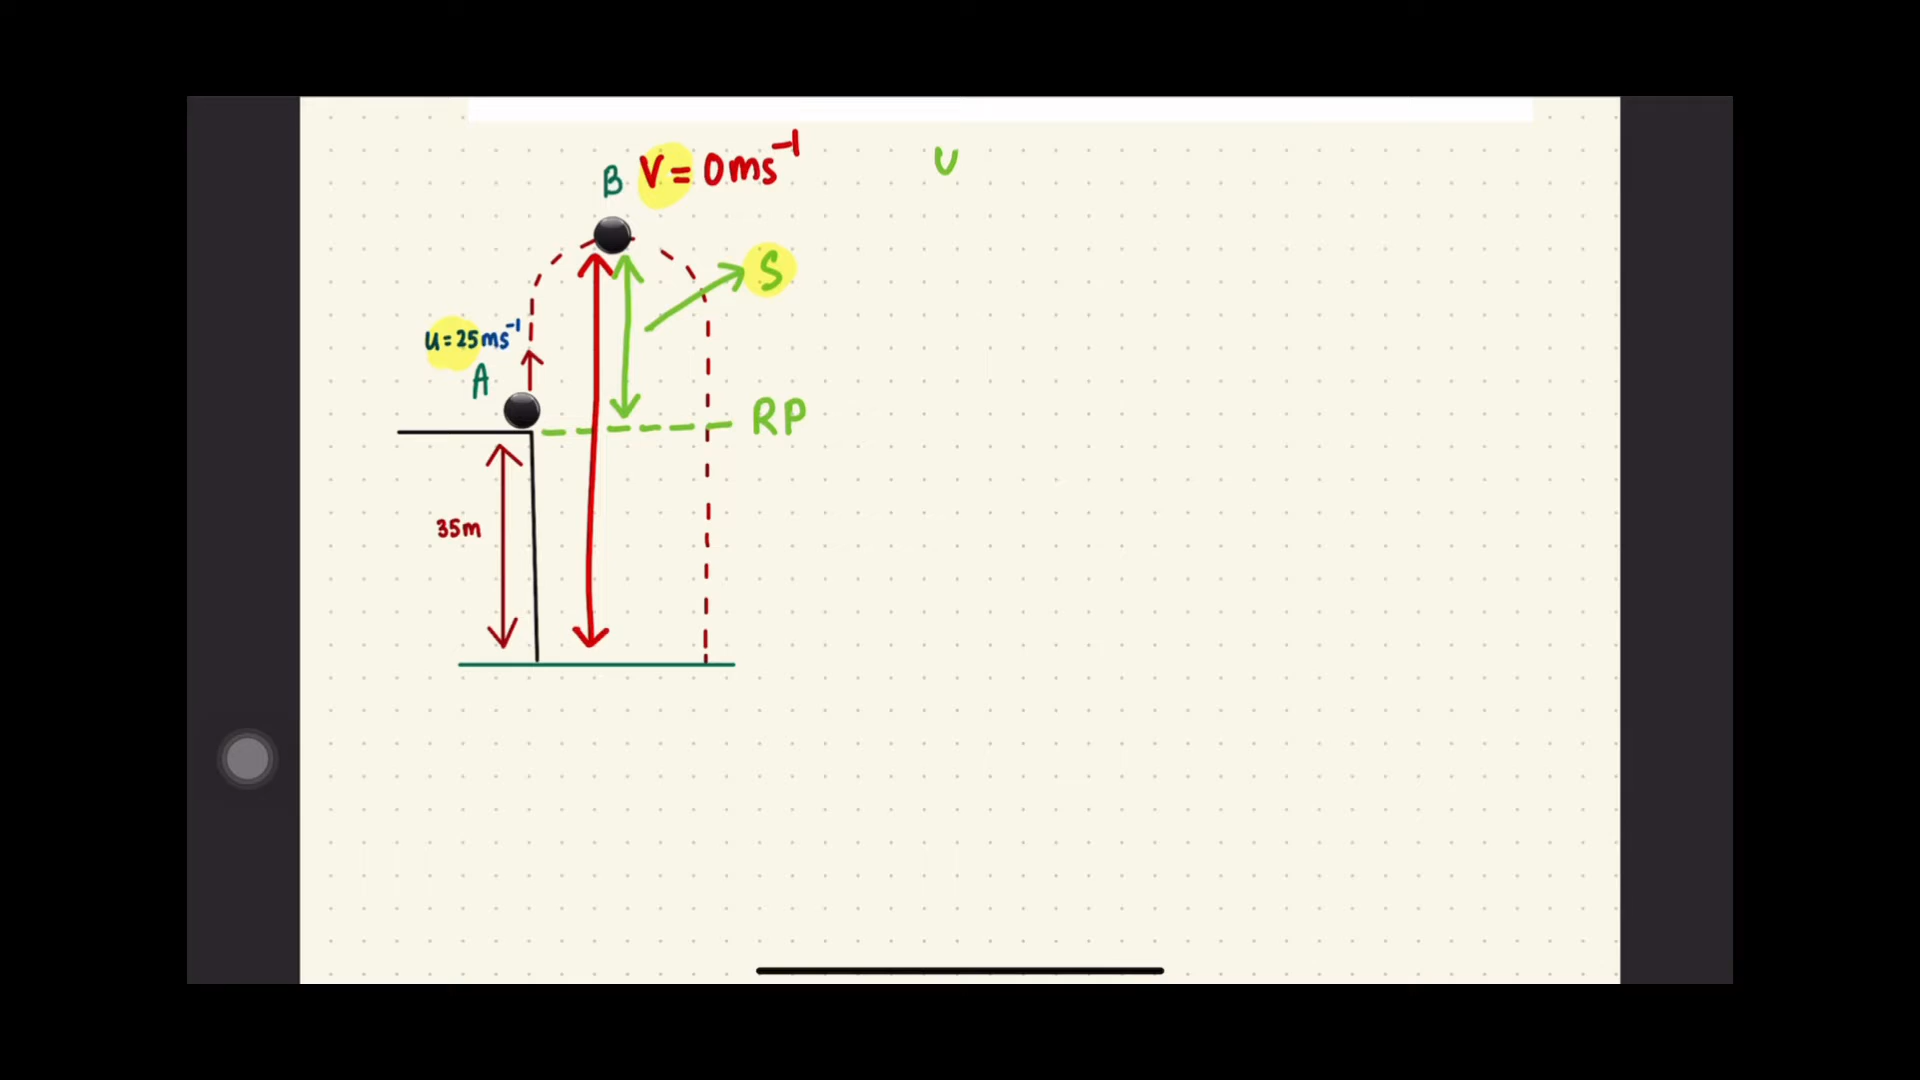 B V = 0ms⁻¹
U
S
u = 25ms⁻¹
A
RP
35m